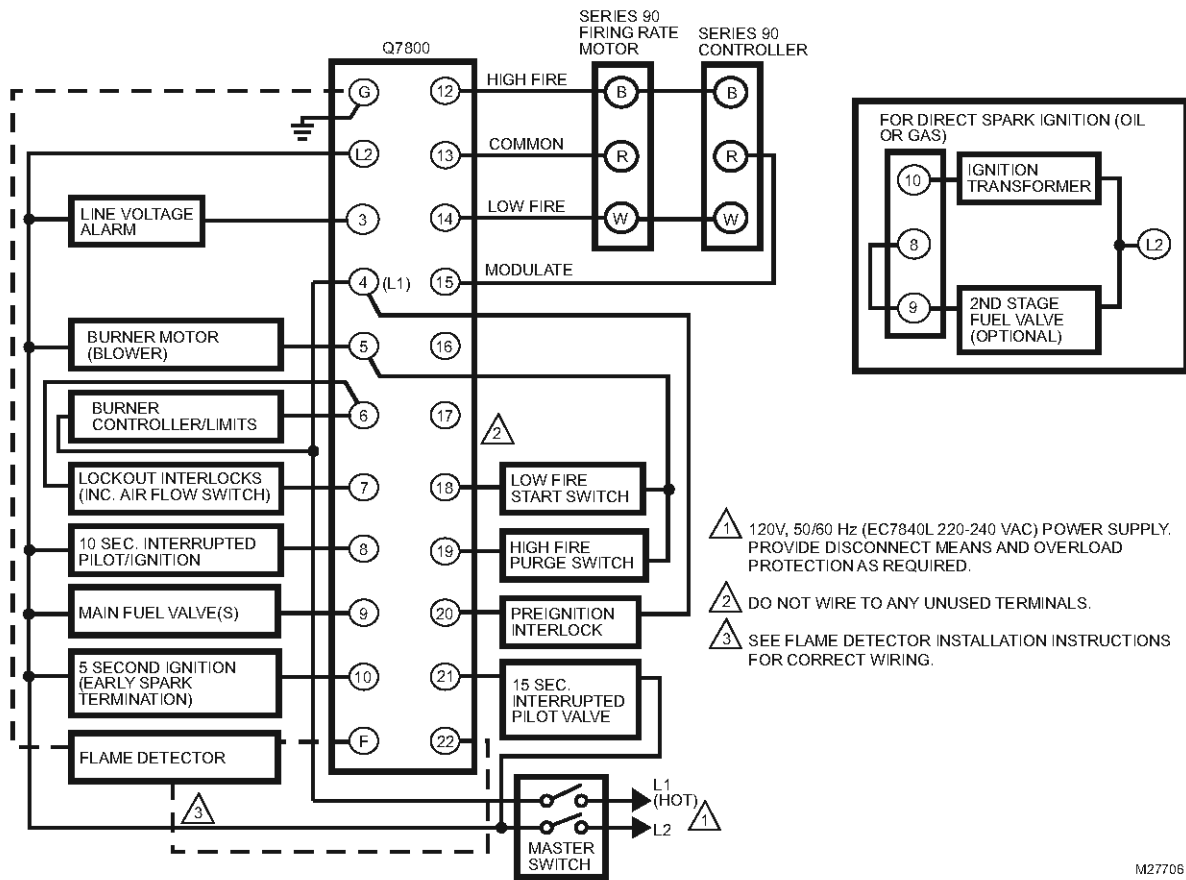 SERIES 90
FIRING RATE
MOTOR
SERIES 90
CONTROLLER
Q7800
G
L2
3
4
(L1)
5
6
7
8
9
10
F
12
13
14
15
16
17
18
19
20
21
22
HIGH FIRE
COMMON
LOW FIRE
MODULATE
B
R
W
B
R
W
LINE VOLTAGE
ALARM
BURNER MOTOR
(BLOWER)
BURNER
CONTROLLER/LIMITS
LOCKOUT INTERLOCKS
(INC. AIR FLOW SWITCH)
10 SEC. INTERRUPTED
PILOT/IGNITION
MAIN FUEL VALVE(S)
5 SECOND IGNITION
(EARLY SPARK
TERMINATION)
FLAME DETECTOR
3
2
LOW FIRE
START SWITCH
HIGH FIRE
PURGE SWITCH
PREIGNITION
INTERLOCK
15 SEC.
INTERRUPTED
PILOT VALVE
L1
(HOT)
L2
1
MASTER
SWITCH
FOR DIRECT SPARK IGNITION (OIL
OR GAS)
10
8
9
IGNITION
TRANSFORMER
2ND STAGE
FUEL VALVE
(OPTIONAL)
L2
1 120V, 50/60 Hz (EC7840L 220-240 VAC) POWER SUPPLY.
PROVIDE DISCONNECT MEANS AND OVERLOAD
PROTECTION AS REQUIRED.
2 DO NOT WIRE TO ANY UNUSED TERMINALS.
3 SEE FLAME DETECTOR INSTALLATION INSTRUCTIONS
FOR CORRECT WIRING.
M27706